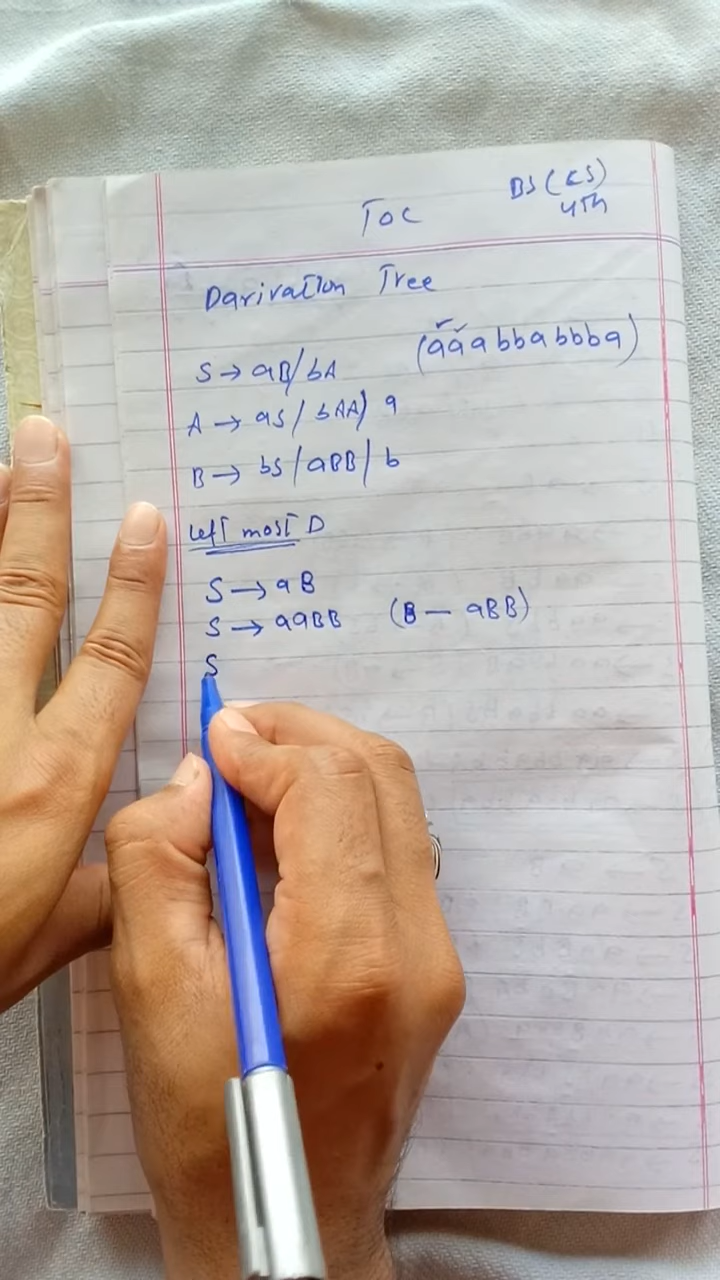 BS (CS)
4Th
TOC
Darivation Tree
S → aB/bA (aaabbabbba)
A → as/bAA/a
B → bS/aBB/b
Left most D
S → aB
S → aaBB (B — aBB)
S